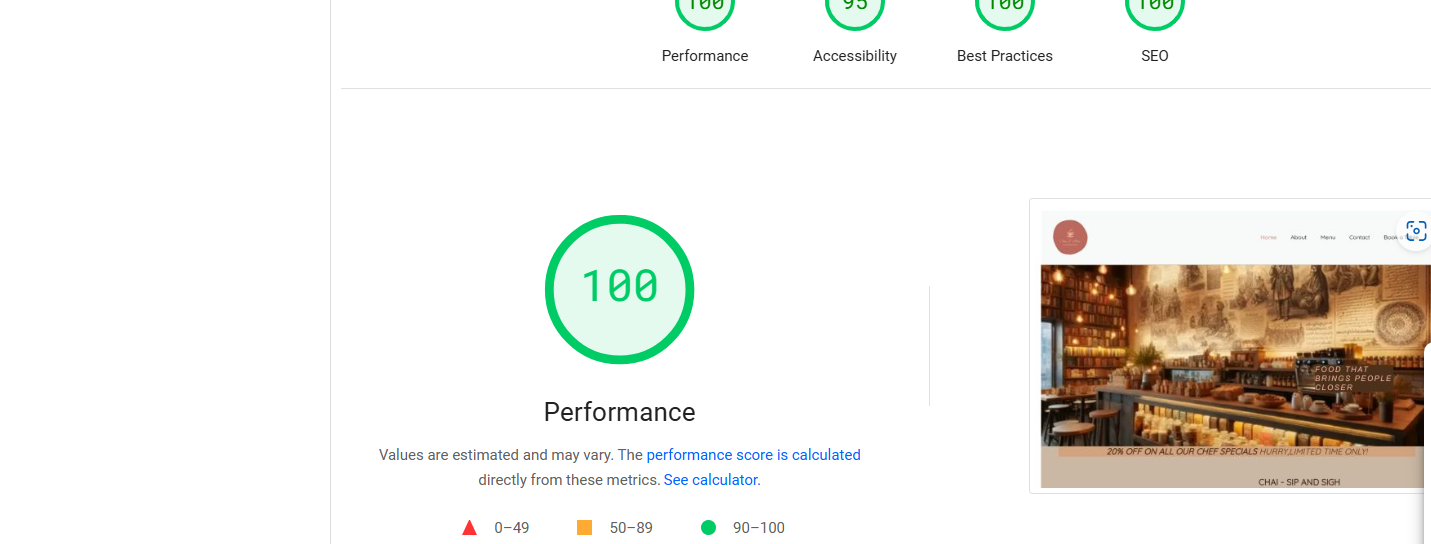 100 95 100 100
Performance Accessibility Best Practices SEO
100
Performance
Values are estimated and may vary. The performance score is calculated
directly from these metrics. See calculator.
0–49 50–89 90–100
Home About Menu Contact Book
FOOD THAT
BRINGS PEOPLE
CLOSER
20% OFF ON ALL OUR CHEF SPECIALS HURRY,LIMITED TIME ONLY!
CHAI - SIP AND SIGH